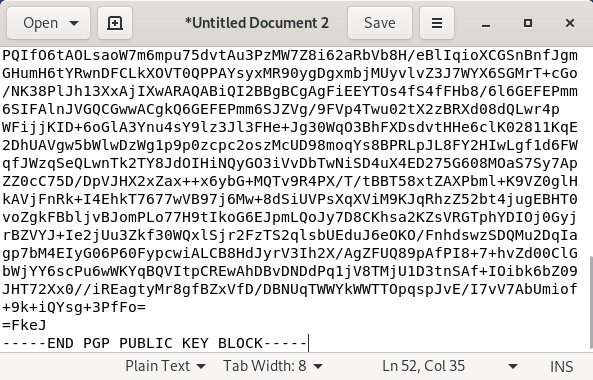 Open
*Untitled Document 2
Save
PQIfO6tAOLsaoW7m6mpu75dvtAu3PzMW7Z8i62aRbVb8H/eBlIqioXCGSnBnfJgm
GHumH6tYRwnDFCLkXOVT0QPPAYsyxMR90ygDgxmbjMUyvlvZ3J7WYX6SGMrT+cGo
/NK38PlJh13XxAjIXwARAQABiQI2BBgBCgAgFiEEYTOs4fS4fFHb8/6l6GEFEPmm
6SIFAlnJVGQCGwwACgkQ6GEFEPmm6SJZVg/9FVp4Twu02tX2zBRXd08dQLwr4p
WFijjKID+6oGlA3Ynu4sY9lz3Jl3FHe+Jg30WqO3BhFXDsdvtHHe6clK02811KqE
2DhUAVgw5bWlwDzWg1p9p0zcpc2oszMcUD98moqYs8BPRLpJL8FY2HIwLgf1d6FW
qfJWzqSeQLwnTk2TY8JdOIHiNQyGO3iVvDbTwNiSD4uX4ED275G608MOaS7Sy7Ap
ZZ0cC75D/DpVJHX2xZax++x6ybG+MQTv9R4PX/T/tBBT58xtZAXPbml+K9VZ0glH
kAVjFnRk+I4EhkT7677wVB97j6Mw+8dSiUVPsXqXViM9KJqRhzZ52bt4jugEBHT0
voZgkFBbljvBJomPLo77H9tIkoG6EJpmLQoJy7D8CKhsa2KZsVRGTphYDIOj0Gyj
rBZVYJ+Ie2jUu3Zkf30WQxlSjr2FzTS2qlsbUEduJ6eOKO/FnhdswzSDQMu2DqIa
gp7bM4EIyG06P60FypcwiALCB8HdJyrV3Ih2X/AgZFUQ89pAfPI8+7+hvZd00ClG
bWjYY6scPu6wWKYqBQVItpCREwAhDBvDNDdPq1jV8TMjU1D3tnSAf+IOibk6bZ09
JHT72Xx0//iREagtyMr8gfBZxVfD/DBNUqTWWYkWWTTOpqspJvE/I7vV7AbUmiof
+9k+iQYsg+3PfFo=
=FkeJ
-----END PGP PUBLIC KEY BLOCK-----
Plain Text
Tab Width: 8
Ln 52, Col 35
INS